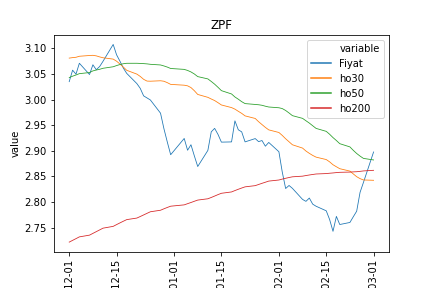 ZPF
variable
Fiyat
ho30
ho50
ho200
value
3.10
3.05
3.00
2.95
2.90
2.85
2.80
2.75
12-01
12-15
01-01
01-15
02-01
02-15
03-01